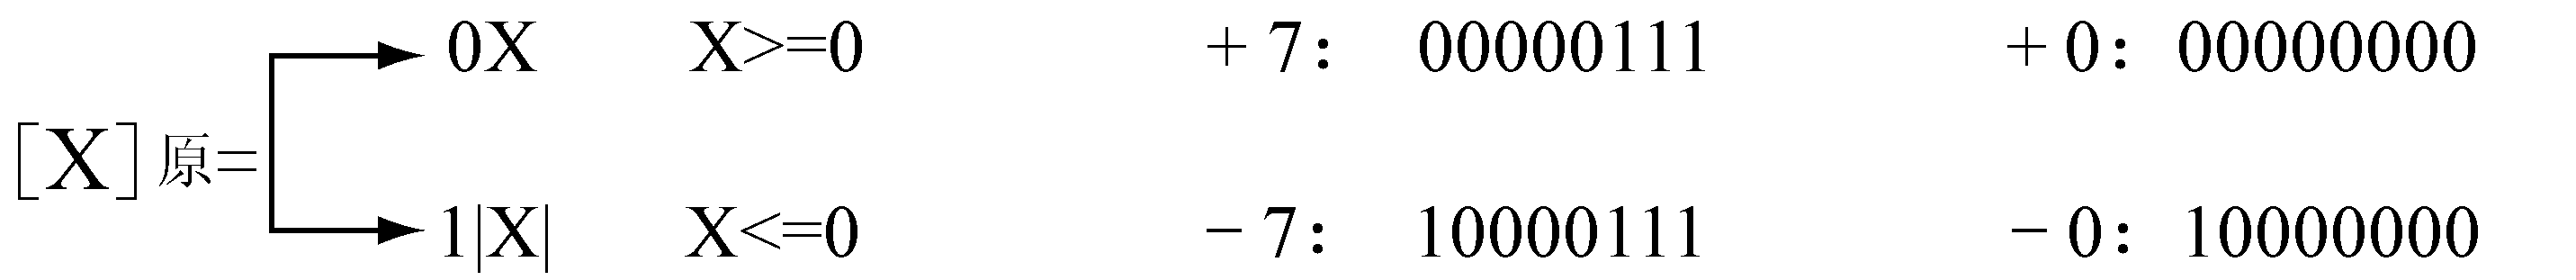 0X X>=0 +7: 00000111 +0: 00000000
[X]原=
1|X| X<=0 -7: 10000111 -0: 10000000